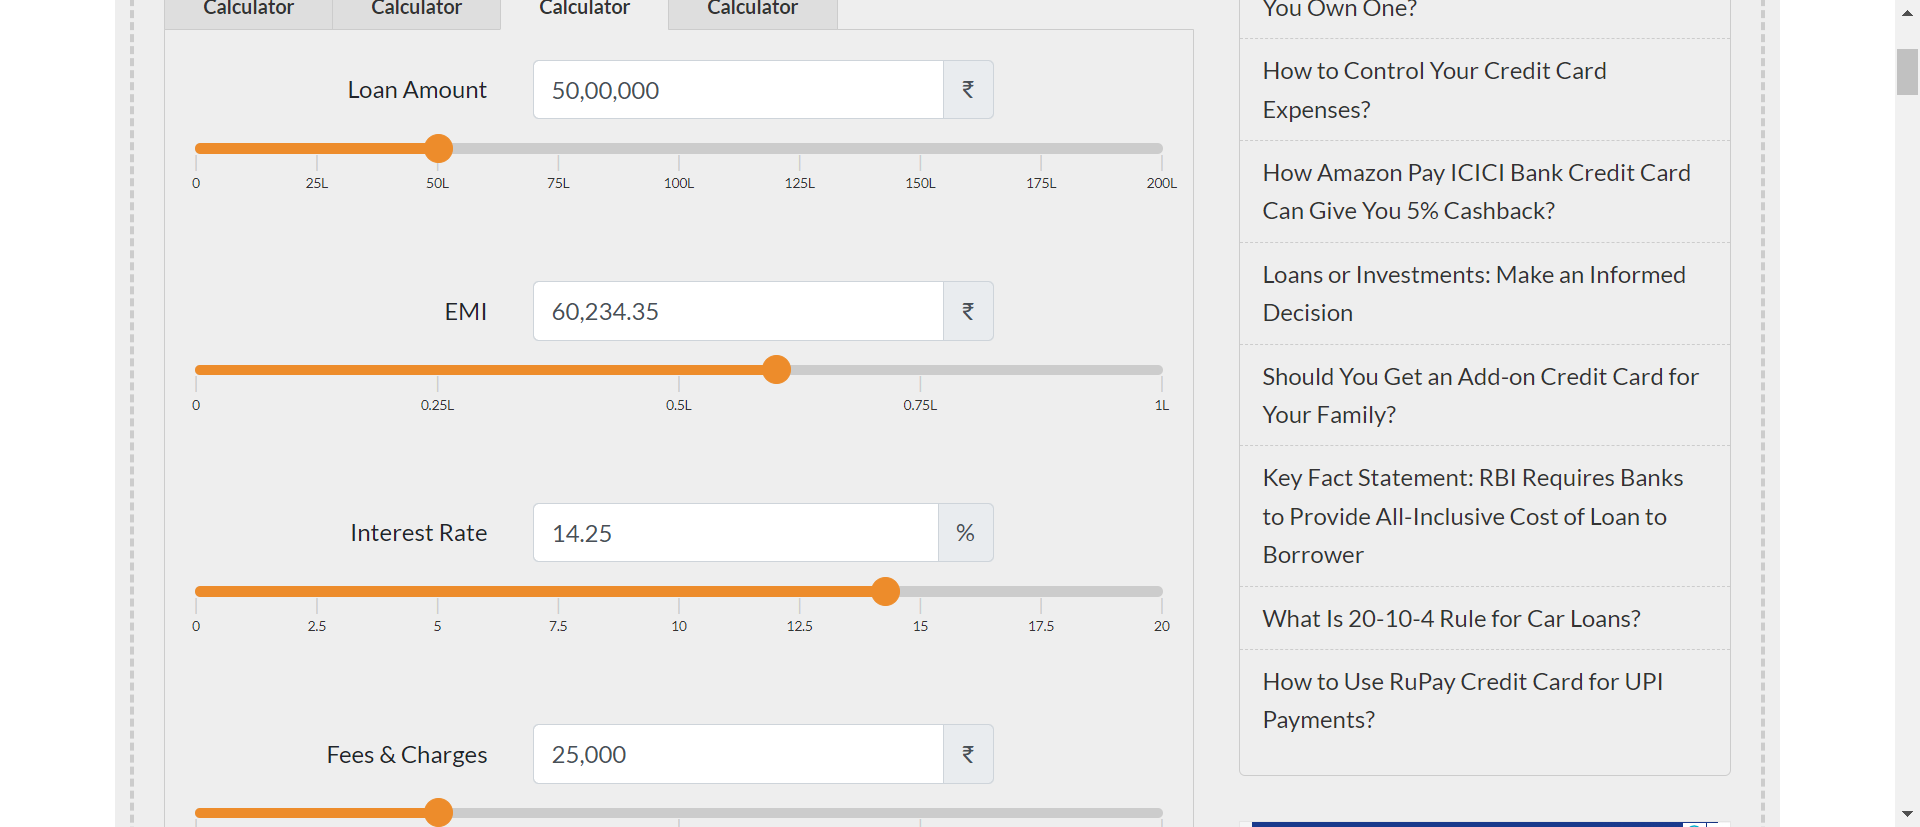 Calculator Calculator Calculator Calculator
Loan Amount 50,00,000 ₹
0 25L 50L 75L 100L 125L 150L 175L 200L
EMI 60,234.35 ₹
0 0.25L 0.5L 0.75L 1L
Interest Rate 14.25 %
0 2.5 5 7.5 10 12.5 15 17.5 20
Fees & Charges 25,000 ₹
You Own One?
How to Control Your Credit Card
Expenses?
How Amazon Pay ICICI Bank Credit Card
Can Give You 5% Cashback?
Loans or Investments: Make an Informed
Decision
Should You Get an Add-on Credit Card for
Your Family?
Key Fact Statement: RBI Requires Banks
to Provide All-Inclusive Cost of Loan to
Borrower
What Is 20-10-4 Rule for Car Loans?
How to Use RuPay Credit Card for UPI
Payments?